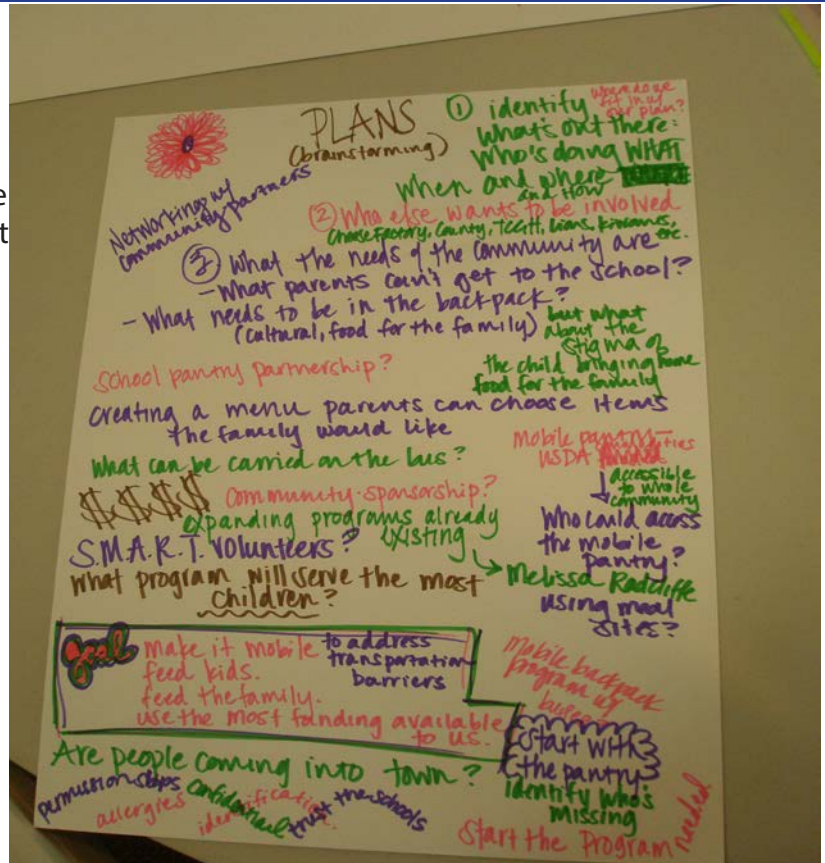 e
t
PLANS
(brainstorming)
Networking w/
community partners
① identify
where do we
fit in w/
our plan?
What's out there:
Who's doing WHAT
When and where
and HOW
② Who else wants to be involved
Cheese Factory, County, TCCHH, Lions, Kiwanes,
etc.
③ What the needs of the community are
- What parents can't get to the school?
- What needs to be in the backpack?
(cultural, food for the family)
but what
about the
stigma of
the child bringing home
food for the family
School pantry partnership?
Creating a menu parents can choose items
the family would like
What can be carried on the bus?
Mobile pantry—
USDA
accessible
to whole
community
Who could access
the mobile
pantry?
$$$$ community sponsorship?
expanding programs already
existing
Melissa Radcliffe
S.M.A.R.T. Volunteers?
using meal
sites?
What program will serve the most
children?
Goal
make it mobile to address
transportation
barriers
feed kids.
feed the family.
use the most funding available
to us.
Mobile backpack
program w/
Start with
the pantry
identify who's
missing
Start the Program needed
Are people coming into town?
permission slips
allergies
confidential
identification
trust the schools